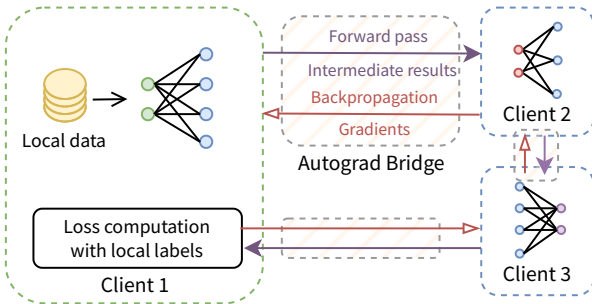 Forward pass
Intermediate results
Backpropagation
Gradients
Autograd Bridge
Local data
Client 2
Loss computation
with local labels
Client 1
Client 3